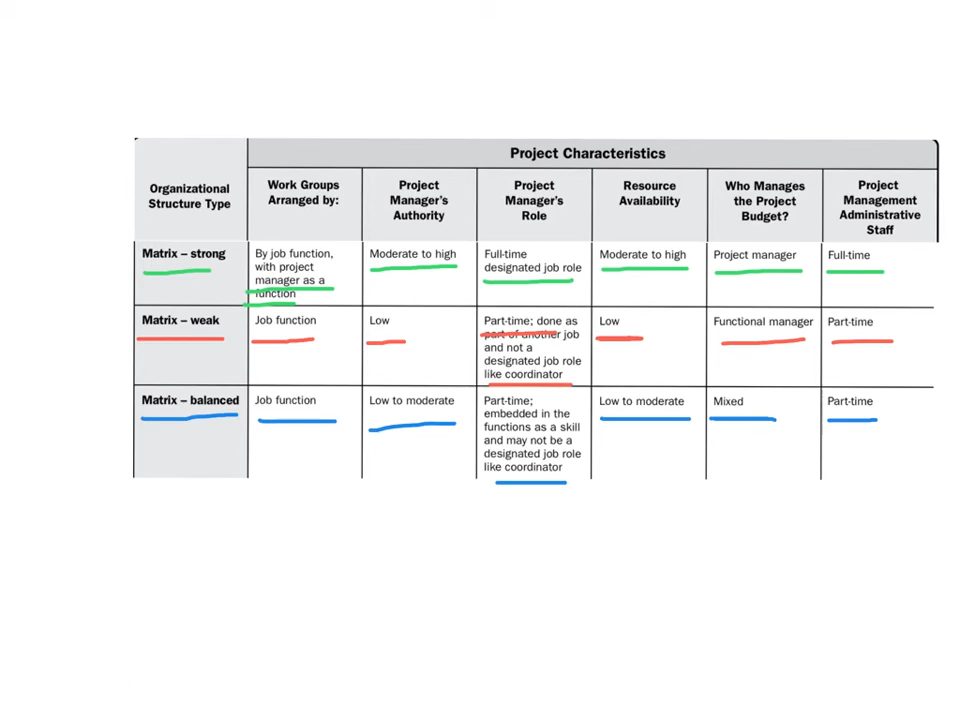 Project Characteristics
Organizational
Structure Type
Work Groups
Arranged by:
Project
Manager's
Authority
Project
Manager's
Role
Resource
Availability
Who Manages
the Project
Budget?
Project
Management
Administrative
Staff
Matrix – strong
By job function,
with project
manager as a
function
Moderate to high
Full-time
designated job role
Moderate to high
Project manager
Full-time
Matrix – weak
Job function
Low
Part-time; done as
part of another job
and not a
designated job role
like coordinator
Low
Functional manager
Part-time
Matrix – balanced
Job function
Low to moderate
Part-time;
embedded in the
functions as a skill
and may not be a
designated job role
like coordinator
Low to moderate
Mixed
Part-time